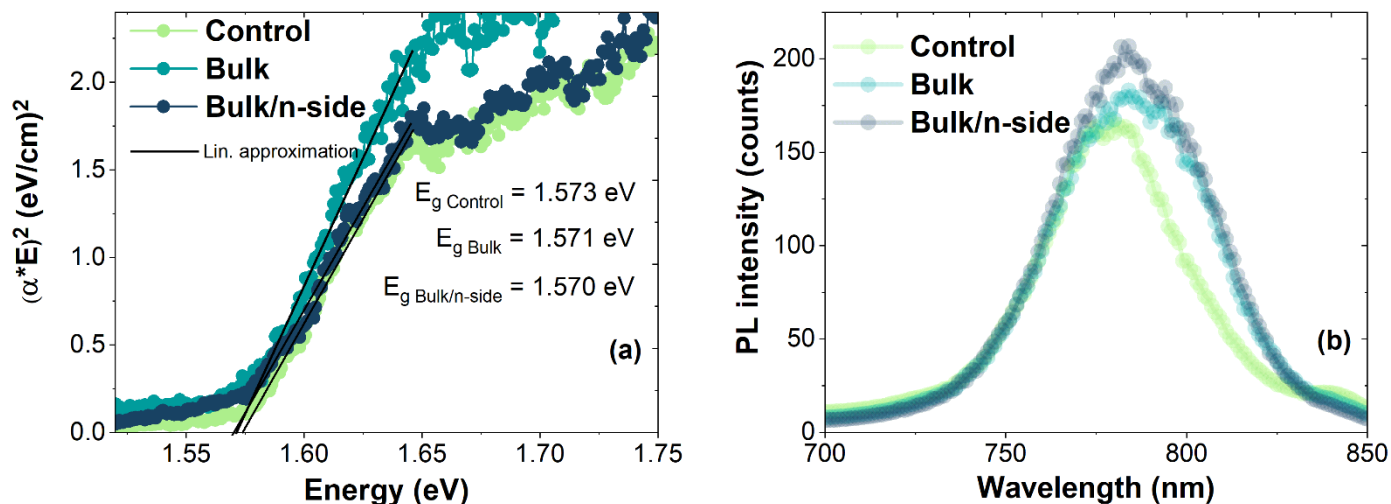 Control
Bulk
Bulk/n-side
Lin. approximation
E_g Control = 1.573 eV
E_g Bulk = 1.571 eV
E_g Bulk/n-side = 1.570 eV
(a)
(α*E)² (eV/cm)²
2.0
1.5
1.0
0.5
0.0
1.55 1.60 1.65 1.70 1.75
Energy (eV)
Control
Bulk
Bulk/n-side
(b)
PL intensity (counts)
200
150
100
50
0
700 750 800 850
Wavelength (nm)